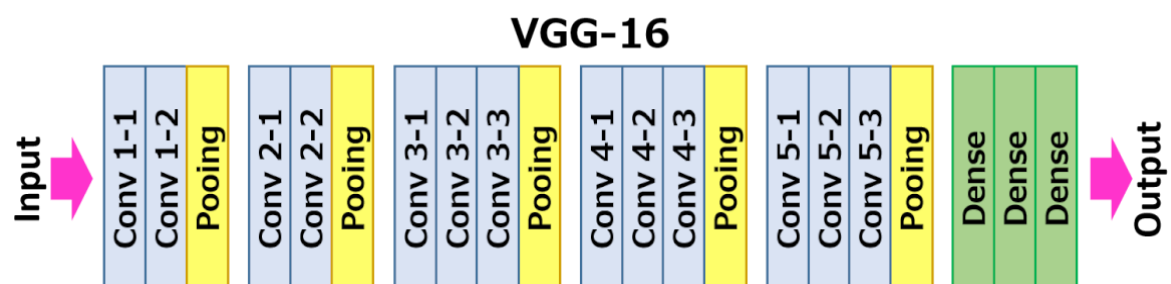 VGG-16
Input
Conv 1-1
Conv 1-2
Pooing
Conv 2-1
Conv 2-2
Pooing
Conv 3-1
Conv 3-2
Conv 3-3
Pooing
Conv 4-1
Conv 4-2
Conv 4-3
Pooing
Conv 5-1
Conv 5-2
Conv 5-3
Pooing
Dense
Dense
Dense
Output